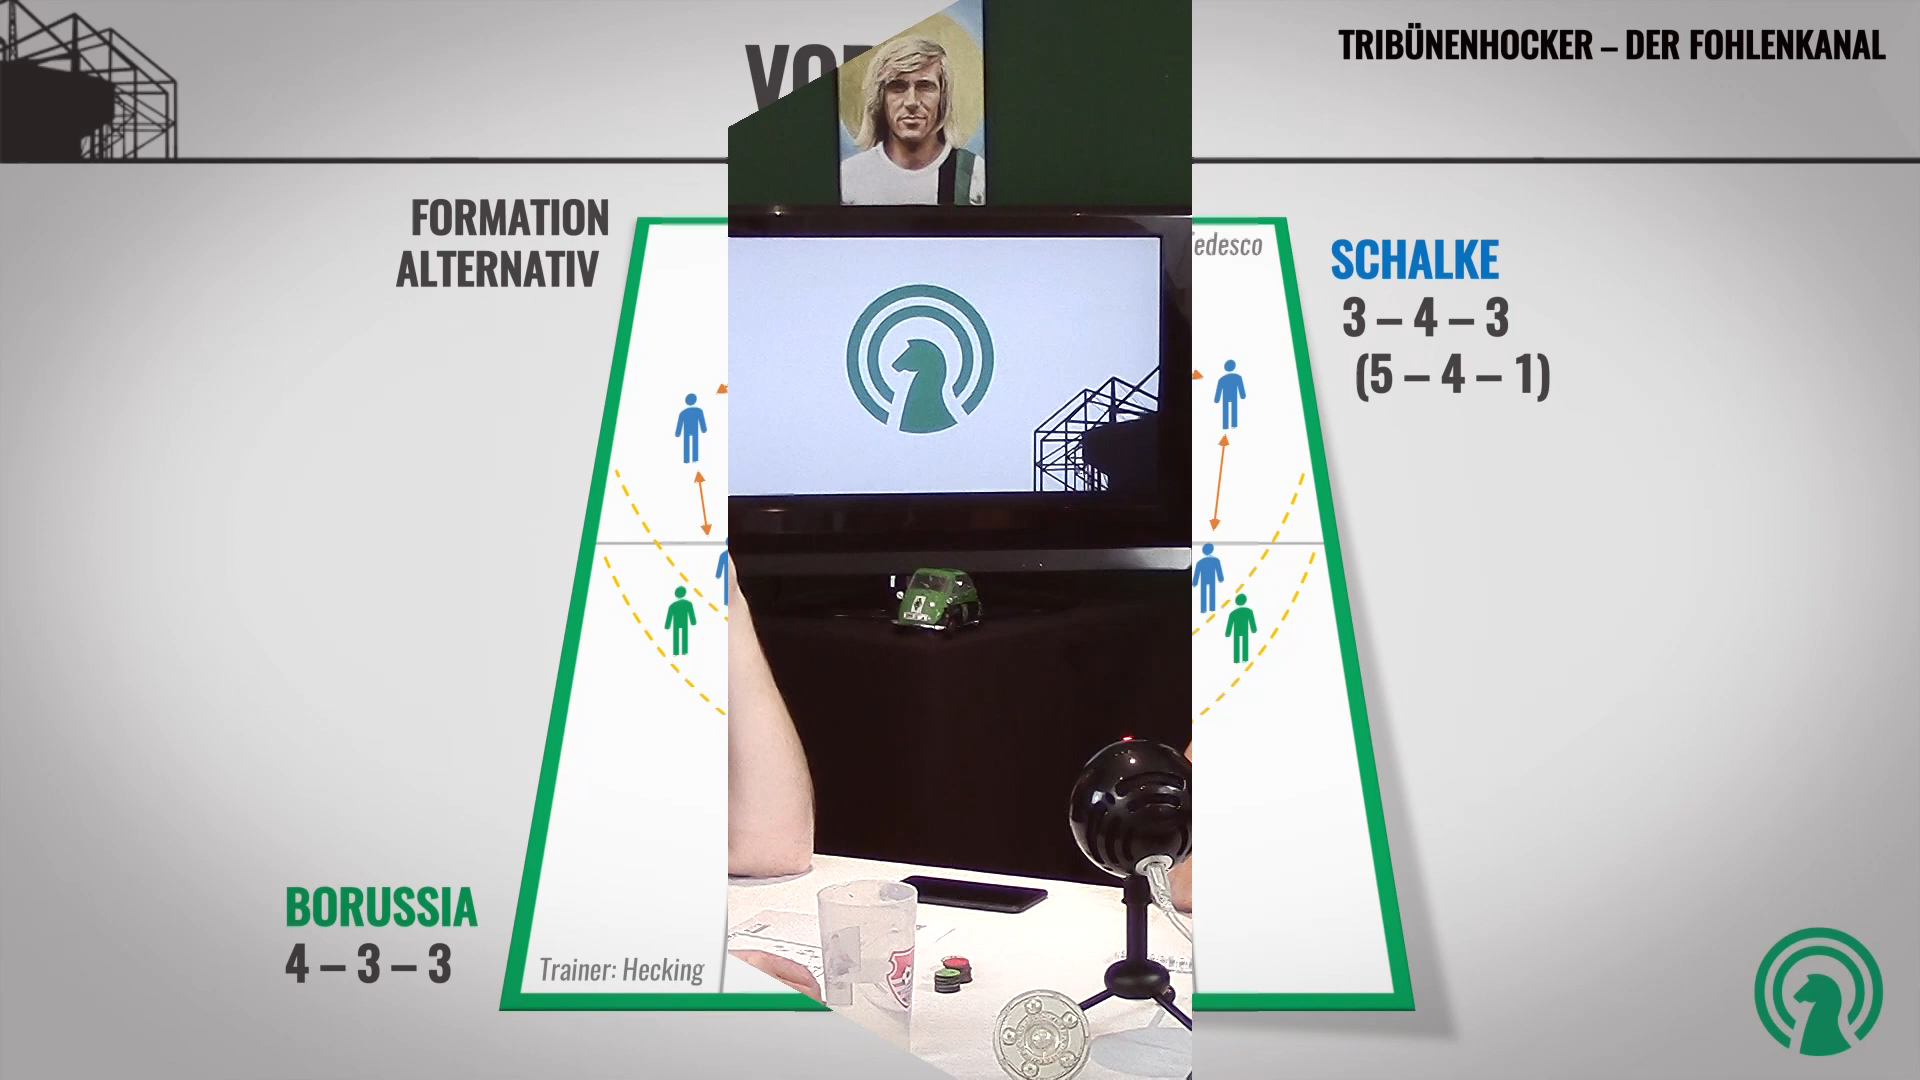 TRIBÜNENHOCKER – DER FOHLENKANAL
FORMATION
ALTERNATIV
SCHALKE
3 – 4 – 3
(5 – 4 – 1)
BORUSSIA
4 – 3 – 3
Trainer: Hecking